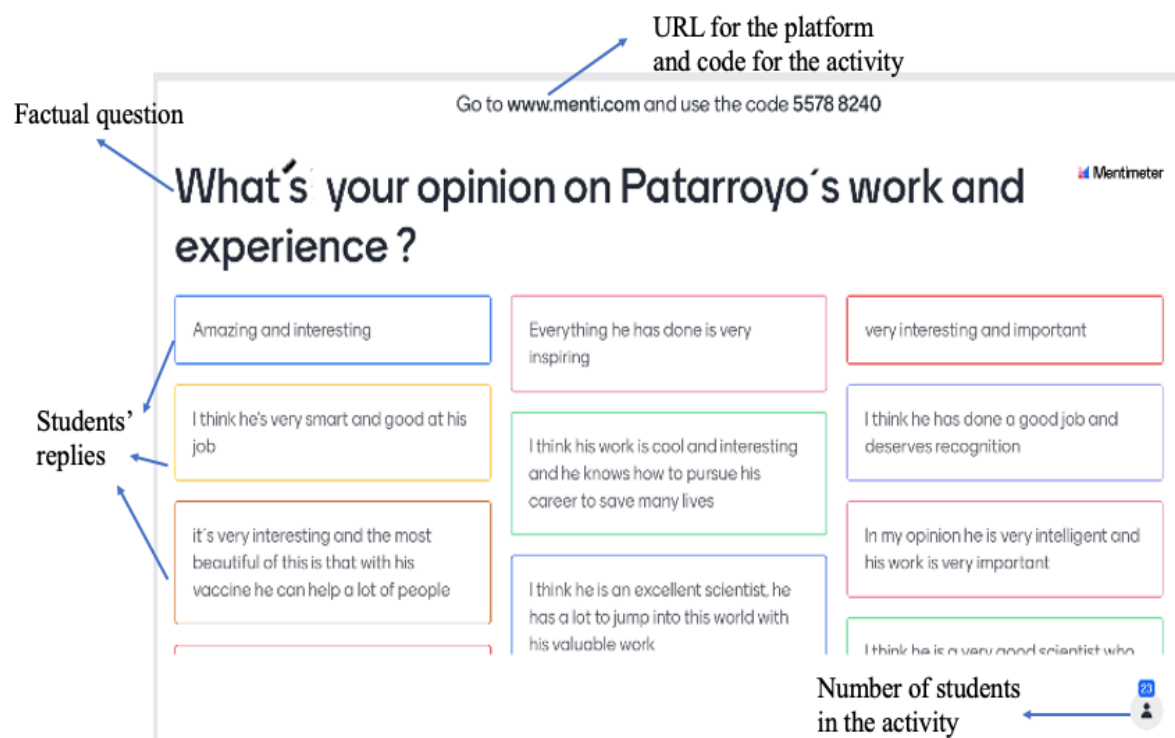 URL for the platform
and code for the activity
Go to www.menti.com and use the code 5578 8240
Factual question
What´s your opinion on Patarroyo´s work and
experience ?
Mentimeter
Amazing and interesting
Everything he has done is very
inspiring
very interesting and important
Students’
replies
I think he's very smart and good at his
job
I think his work is cool and interesting
and he knows how to pursue his
career to save many lives
I think he has done a good job and
deserves recognition
it´s very interesting and the most
beautiful of this is that with his
vaccine he can help a lot of people
I think he is an excellent scientist, he
has a lot to jump into this world with
his valuable work
In my opinion he is very intelligent and
his work is very important
I think he is a very good scientist who
Number of students
in the activity
23